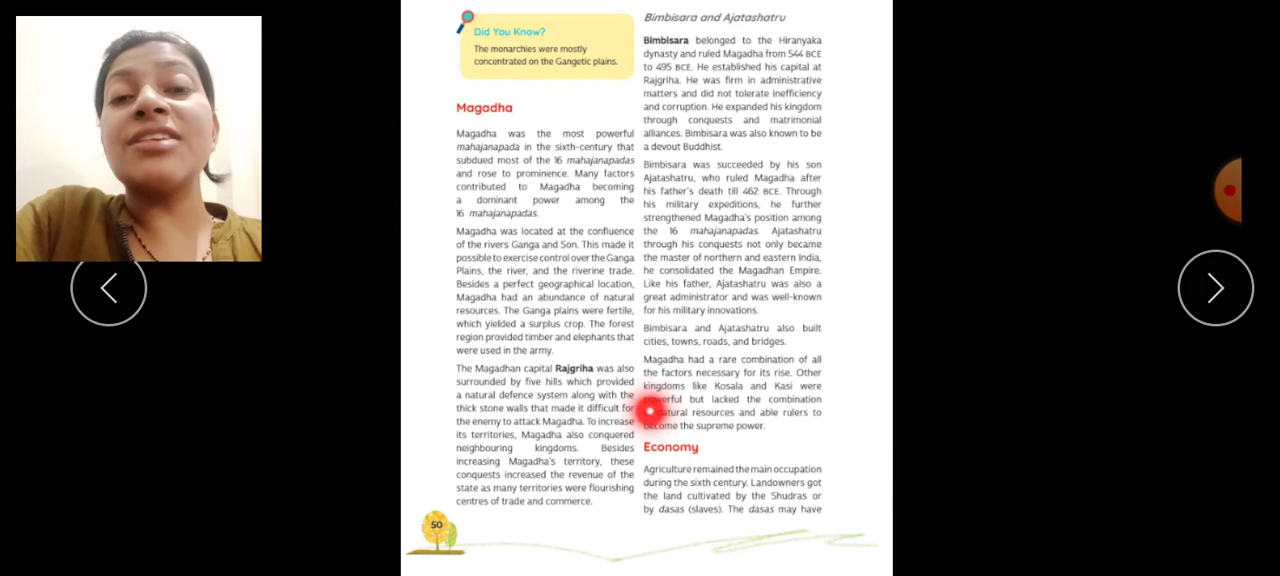 Did You Know?
The monarchies were mostly
concentrated on the Gangetic plains.
Magadha
Magadha was the most powerful
mahajanapada in the sixth-century that
subdued most of the 16 mahajanapadas
and rose to prominence. Many factors
contributed to Magadha becoming
a dominant power among the
16 mahajanapadas.
Magadha was located at the confluence
of the rivers Ganga and Son. This made it
possible to exercise control over the Ganga
Plains, the river, and the riverine trade.
Besides a perfect geographical location,
Magadha had an abundance of natural
resources. The Ganga plains were fertile,
which yielded a surplus crop. The forest
region provided timber and elephants that
were used in the army.
The Magadhan capital Rajgriha was also
surrounded by five hills which provided
a natural defence system along with the
thick stone walls that made it difficult for
the enemy to attack Magadha. To increase
its territories, Magadha also conquered
neighbouring kingdoms. Besides
increasing Magadha's territory, these
conquests increased the revenue of the
state as many territories were flourishing
centres of trade and commerce.
50
Bimbisara and Ajatashatru
Bimbisara belonged to the Hiranyaka
dynasty and ruled Magadha from 544 BCE
to 495 BCE. He established his capital at
Rajgriha. He was firm in administrative
matters and did not tolerate inefficiency
and corruption. He expanded his kingdom
through conquests and matrimonial
alliances. Bimbisara was also known to be
a devout Buddhist.
Bimbisara was succeeded by his son
Ajatashatru, who ruled Magadha after
his father's death till 462 BCE. Through
his military expeditions, he further
strengthened Magadha's position among
the 16 mahajanapadas. Ajatashatru
through his conquests not only became
the master of northern and eastern India,
he consolidated the Magadhan Empire.
Like his father, Ajatashatru was also a
great administrator and was well-known
for his military innovations.
Bimbisara and Ajatashatru also built
cities, towns, roads, and bridges.
Magadha had a rare combination of all
the factors necessary for its rise. Other
kingdoms like Kosala and Kasi were
powerful but lacked the combination
natural resources and able rulers to
become the supreme power.
Economy
Agriculture remained the main occupation
during the sixth century. Landowners got
the land cultivated by the Shudras or
by dasas (slaves). The dasas may have